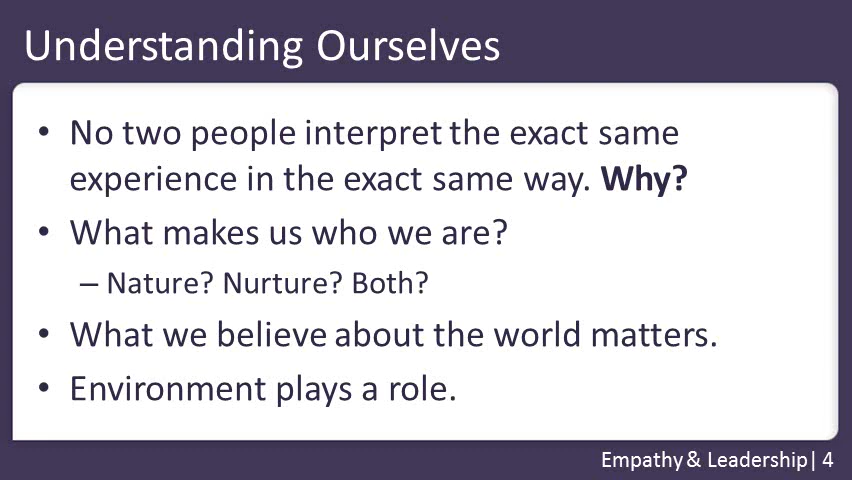 Understanding Ourselves
• No two people interpret the exact same
experience in the exact same way. Why?
• What makes us who we are?
– Nature? Nurture? Both?
• What we believe about the world matters.
• Environment plays a role.
Empathy & Leadership| 4